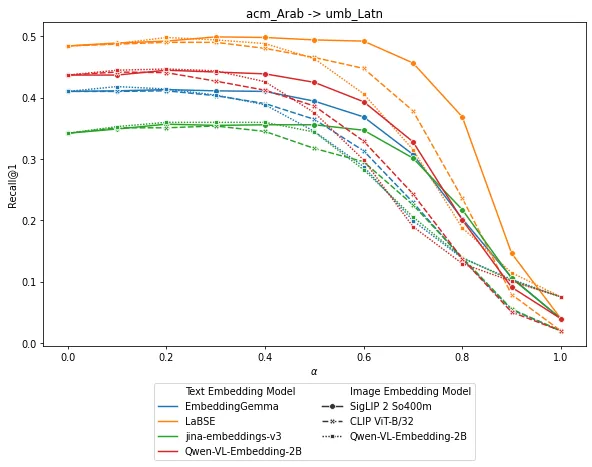 acm_Arab -> umb_Latn
Recall@1
0.5
0.4
0.3
0.2
0.1
0.0
0.0 0.2 0.4 0.6 0.8 1.0
α
Text Embedding Model Image Embedding Model
EmbeddingGemma SigLIP 2 So400m
LaBSE CLIP ViT-B/32
jina-embeddings-v3 Qwen-VL-Embedding-2B
Qwen-VL-Embedding-2B